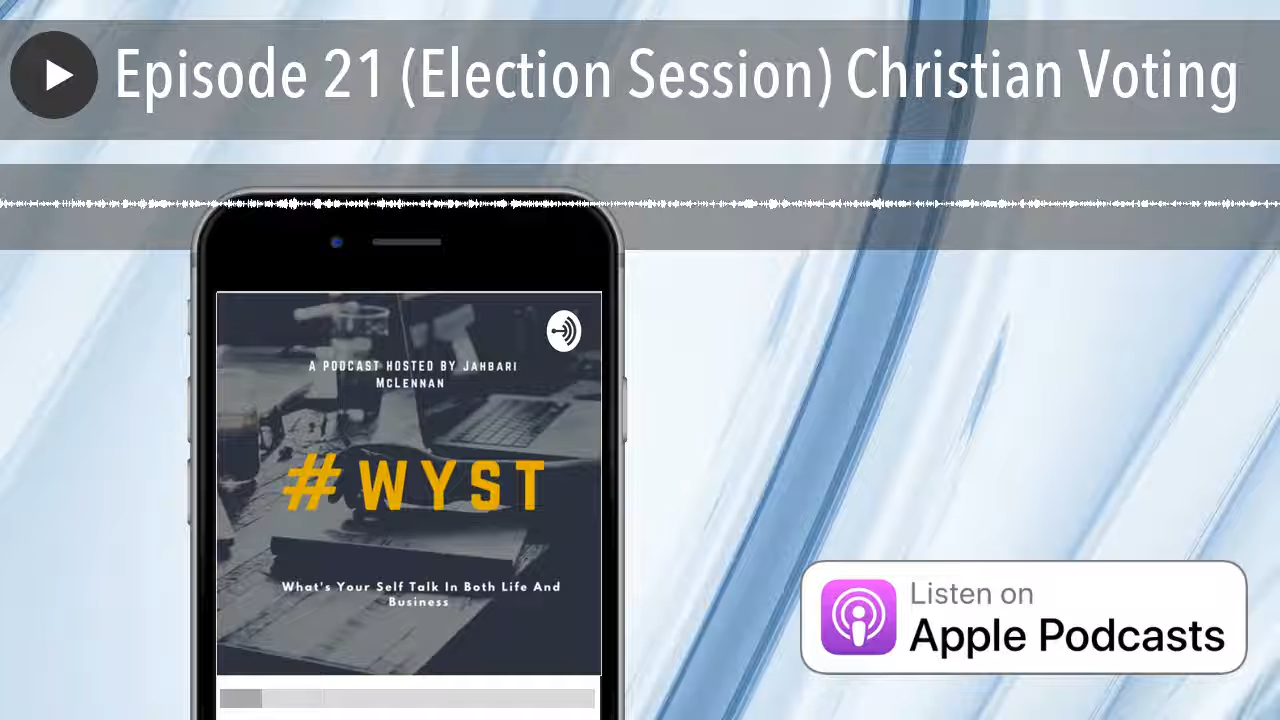 Episode 21 (Election Session) Christian Voting
A PODCAST HOSTED BY JAHBARI
MCLENNAN
#WYST
What's Your Self Talk In Both Life And
Business
Listen on
Apple Podcasts